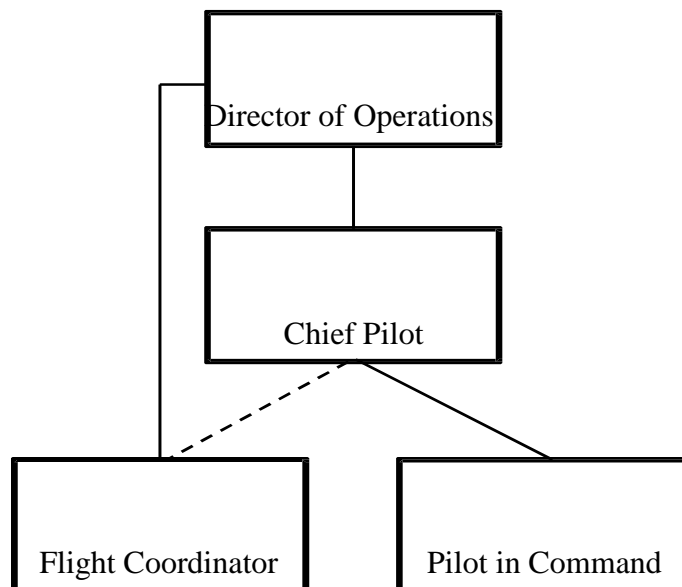 Director of Operations
Chief Pilot
Flight Coordinator
Pilot in Command